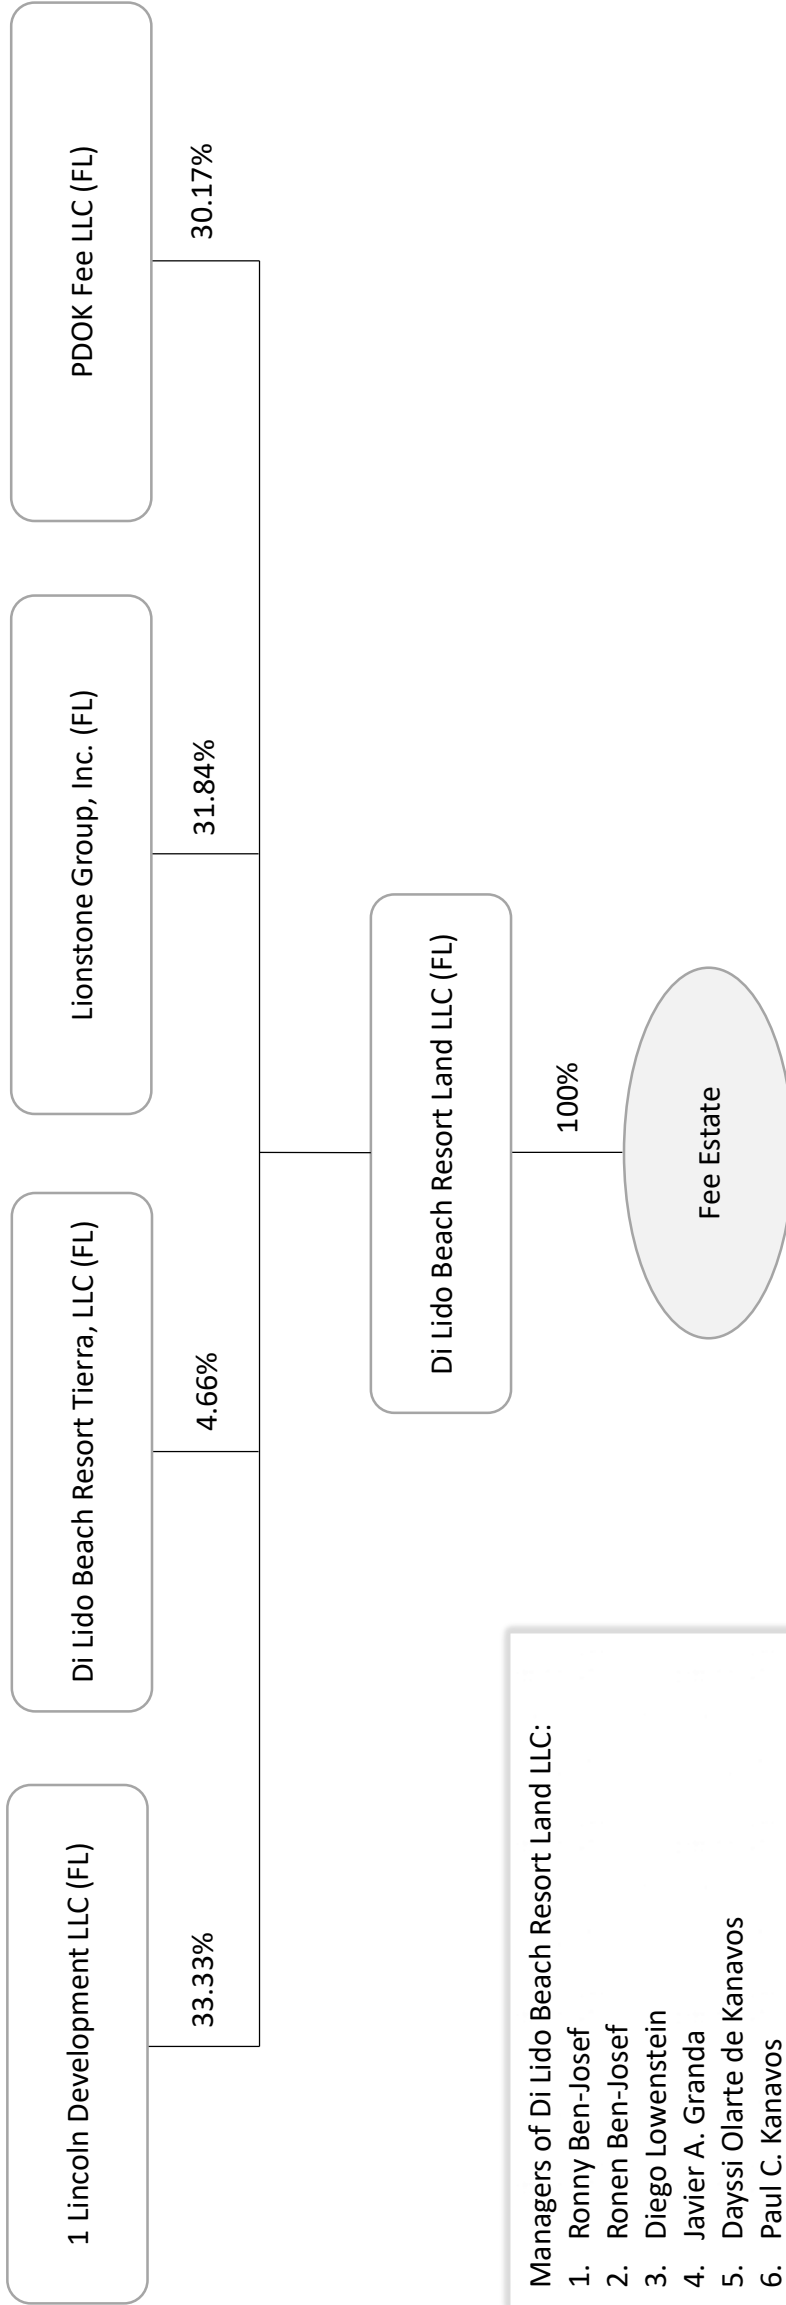 1 Lincoln Development LLC (FL)
Di Lido Beach Resort Tierra, LLC (FL)
Lionstone Group, Inc. (FL)
PDOK Fee LLC (FL)
33.33%
4.66%
31.84%
30.17%
Di Lido Beach Resort Land LLC (FL)
100%
Fee Estate
Managers of Di Lido Beach Resort Land LLC:
1. Ronny Ben-Josef
2. Ronen Ben-Josef
3. Diego Lowenstein
4. Javier A. Granda
5. Dayssi Olarte de Kanavos
6. Paul C. Kanavos